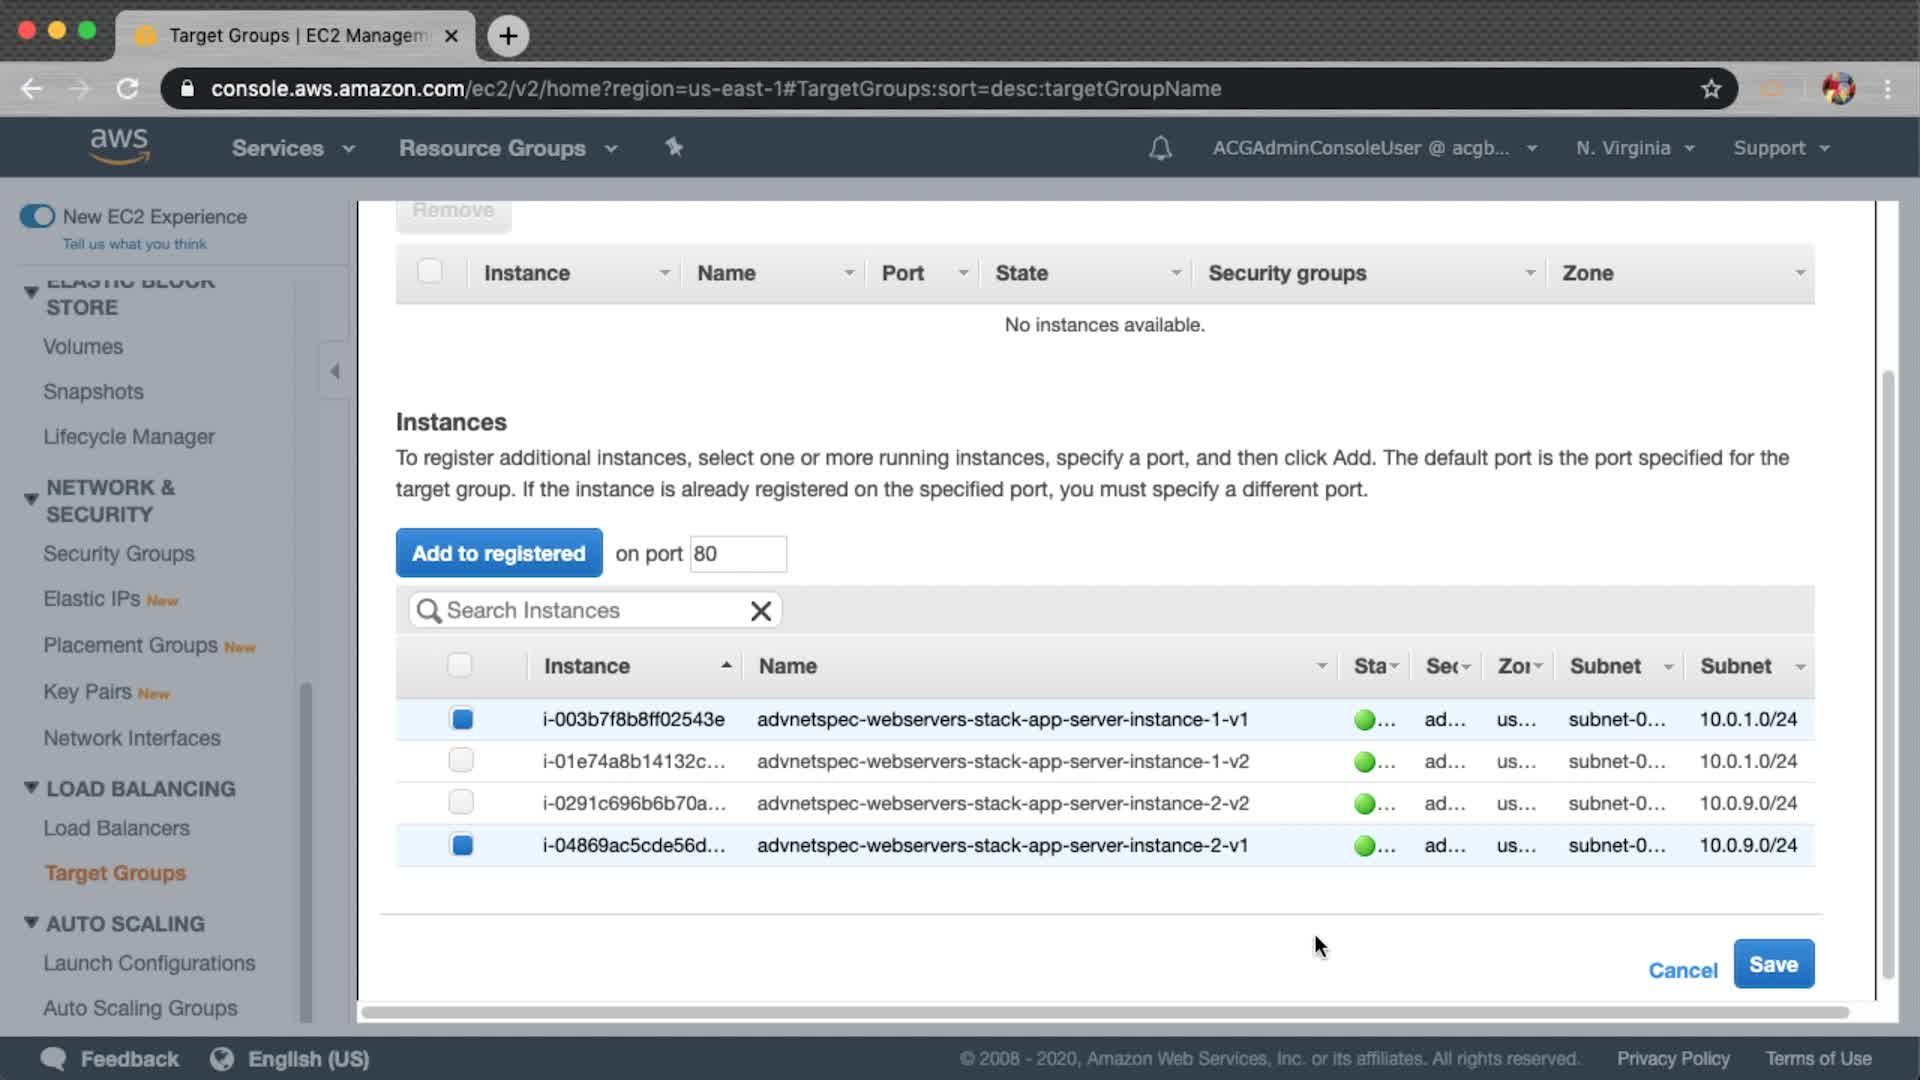 Target Groups | EC2 Managem
console.aws.amazon.com/ec2/v2/home?region=us-east-1#TargetGroups:sort=desc:targetGroupName
aws
Services
Resource Groups
ACGAdminConsoleUser @ acgb...
N. Virginia
Support
New EC2 Experience
Tell us what you think
ELASTIC BLOCK
STORE
Volumes
Snapshots
Lifecycle Manager
NETWORK &
SECURITY
Security Groups
Elastic IPs New
Placement Groups New
Key Pairs New
Network Interfaces
LOAD BALANCING
Load Balancers
Target Groups
AUTO SCALING
Launch Configurations
Auto Scaling Groups
Remove
Instance Name Port State Security groups Zone
No instances available.
Instances
To register additional instances, select one or more running instances, specify a port, and then click Add. The default port is the port specified for the
target group. If the instance is already registered on the specified port, you must specify a different port.
Add to registered on port 80
Search Instances
Instance Name Sta Sec Zor Subnet Subnet
i-003b7f8b8ff02543e advnetspec-webservers-stack-app-server-instance-1-v1 ... ad... us... subnet-0... 10.0.1.0/24
i-01e74a8b14132c... advnetspec-webservers-stack-app-server-instance-1-v2 ... ad... us... subnet-0... 10.0.1.0/24
i-0291c696b6b70a... advnetspec-webservers-stack-app-server-instance-2-v2 ... ad... us... subnet-0... 10.0.9.0/24
i-04869ac5cde56d... advnetspec-webservers-stack-app-server-instance-2-v1 ... ad... us... subnet-0... 10.0.9.0/24
Cancel Save
Feedback English (US)
© 2008 - 2020, Amazon Web Services, Inc. or its affiliates. All rights reserved. Privacy Policy Terms of Use